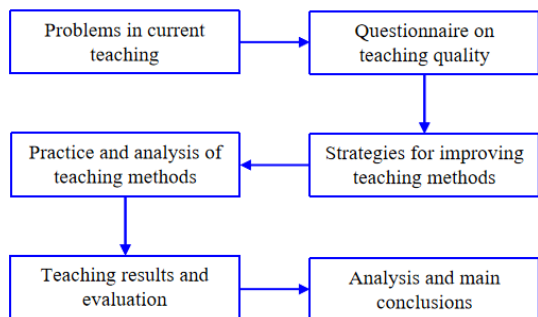 Problems in current
teaching
Questionnaire on
teaching quality
Strategies for improving
teaching methods
Practice and analysis of
teaching methods
Teaching results and
evaluation
Analysis and main
conclusions